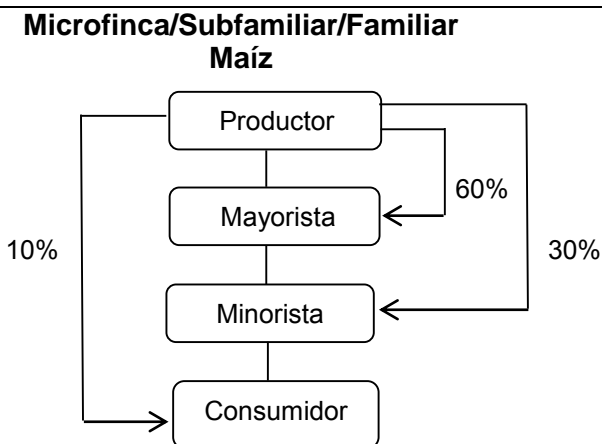 Microfinca/Subfamiliar/Familiar
Maíz
Productor
60%
Mayorista
10%
30%
Minorista
Consumidor